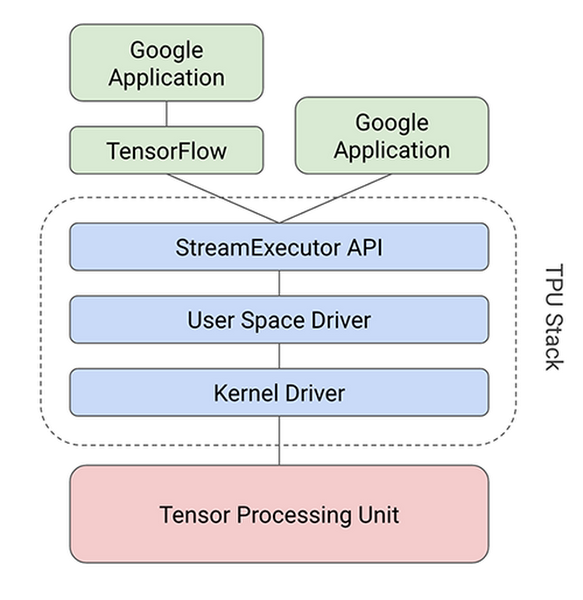 Google
Application
TensorFlow
Google
Application
StreamExecutor API
User Space Driver
Kernel Driver
TPU Stack
Tensor Processing Unit